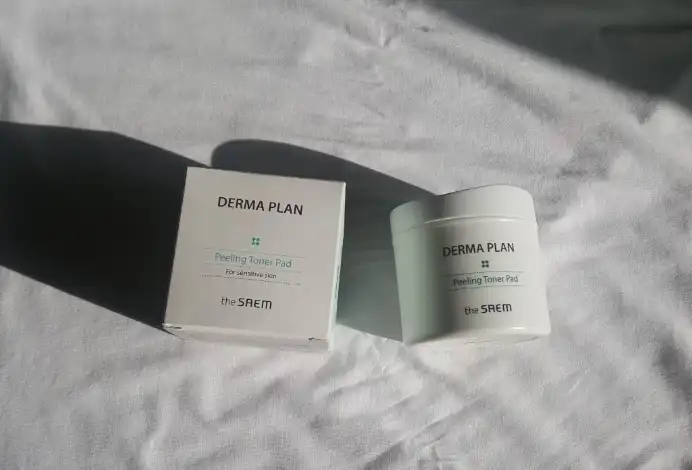 DERMA PLAN
Peeling Toner Pad
For sensitive skin
the SAEM
DERMA PLAN
Peeling Toner Pad
the SAEM